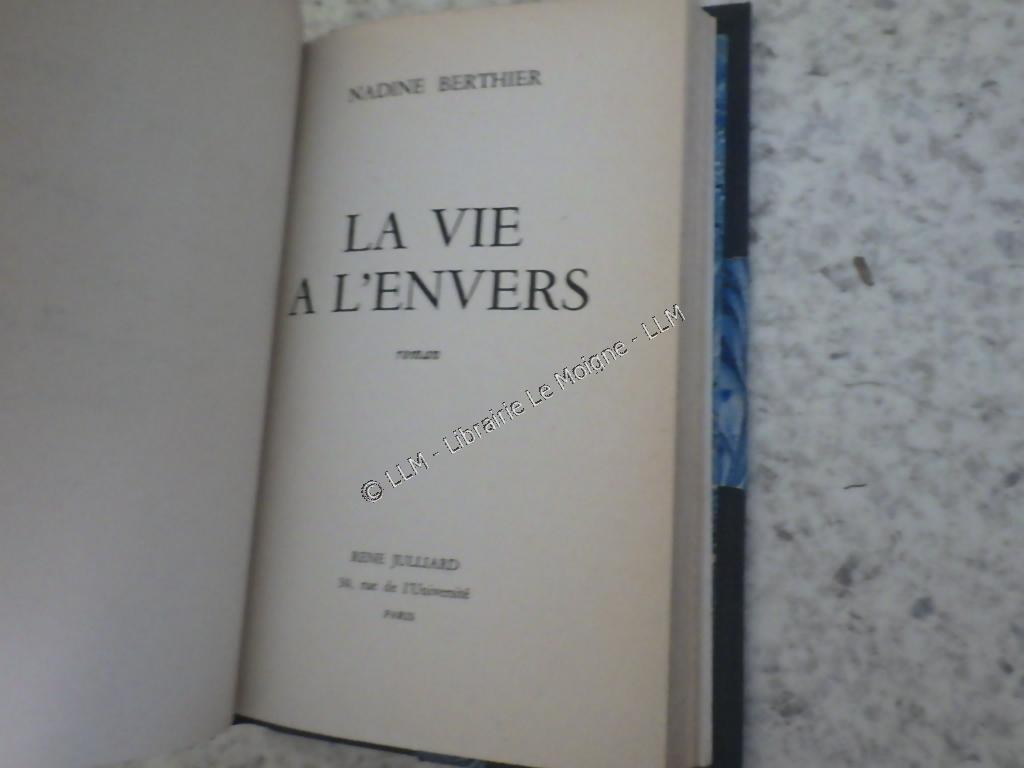 NADINE BERTHIER
LA VIE
A L'ENVERS
roman
© LLM - Librairie Le Moigne - LLM
RENE JULLIARD
30, rue de l'Université
PARIS